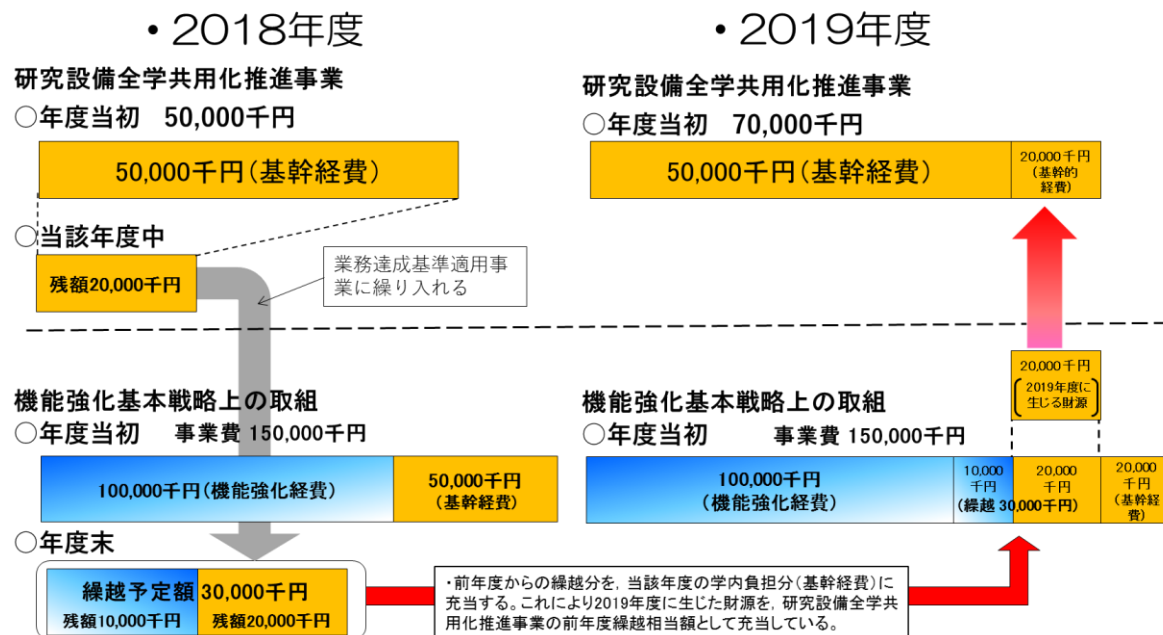 ・2018年度
研究設備全学共用化推進事業
○年度当初　50,000千円
50,000千円(基幹経費)
○当該年度中
残額20,000千円
業務達成基準適用事
業に繰り入れる
機能強化基本戦略上の取組
○年度当初　事業費 150,000千円
100,000千円(機能強化経費)
50,000千円
(基幹経費)
○年度末
繰越予定額 30,000千円
残額10,000千円
残額20,000千円
・2019年度
研究設備全学共用化推進事業
○年度当初　70,000千円
50,000千円(基幹経費)
20,000千円
(基幹的
経費)
20,000千円
2019年度に
生じる財源
機能強化基本戦略上の取組
○年度当初　事業費 150,000千円
100,000千円
(機能強化経費)
10,000
千円
20,000
千円
(繰越 30,000千円)
20,000
千円
(基幹経
費)
・前年度からの繰越分を, 当該年度の学内負担分(基幹経費)に
充当する。これにより2019年度に生じた財源を, 研究設備全学共
用化推進事業の前年度繰越相当額として充当している。